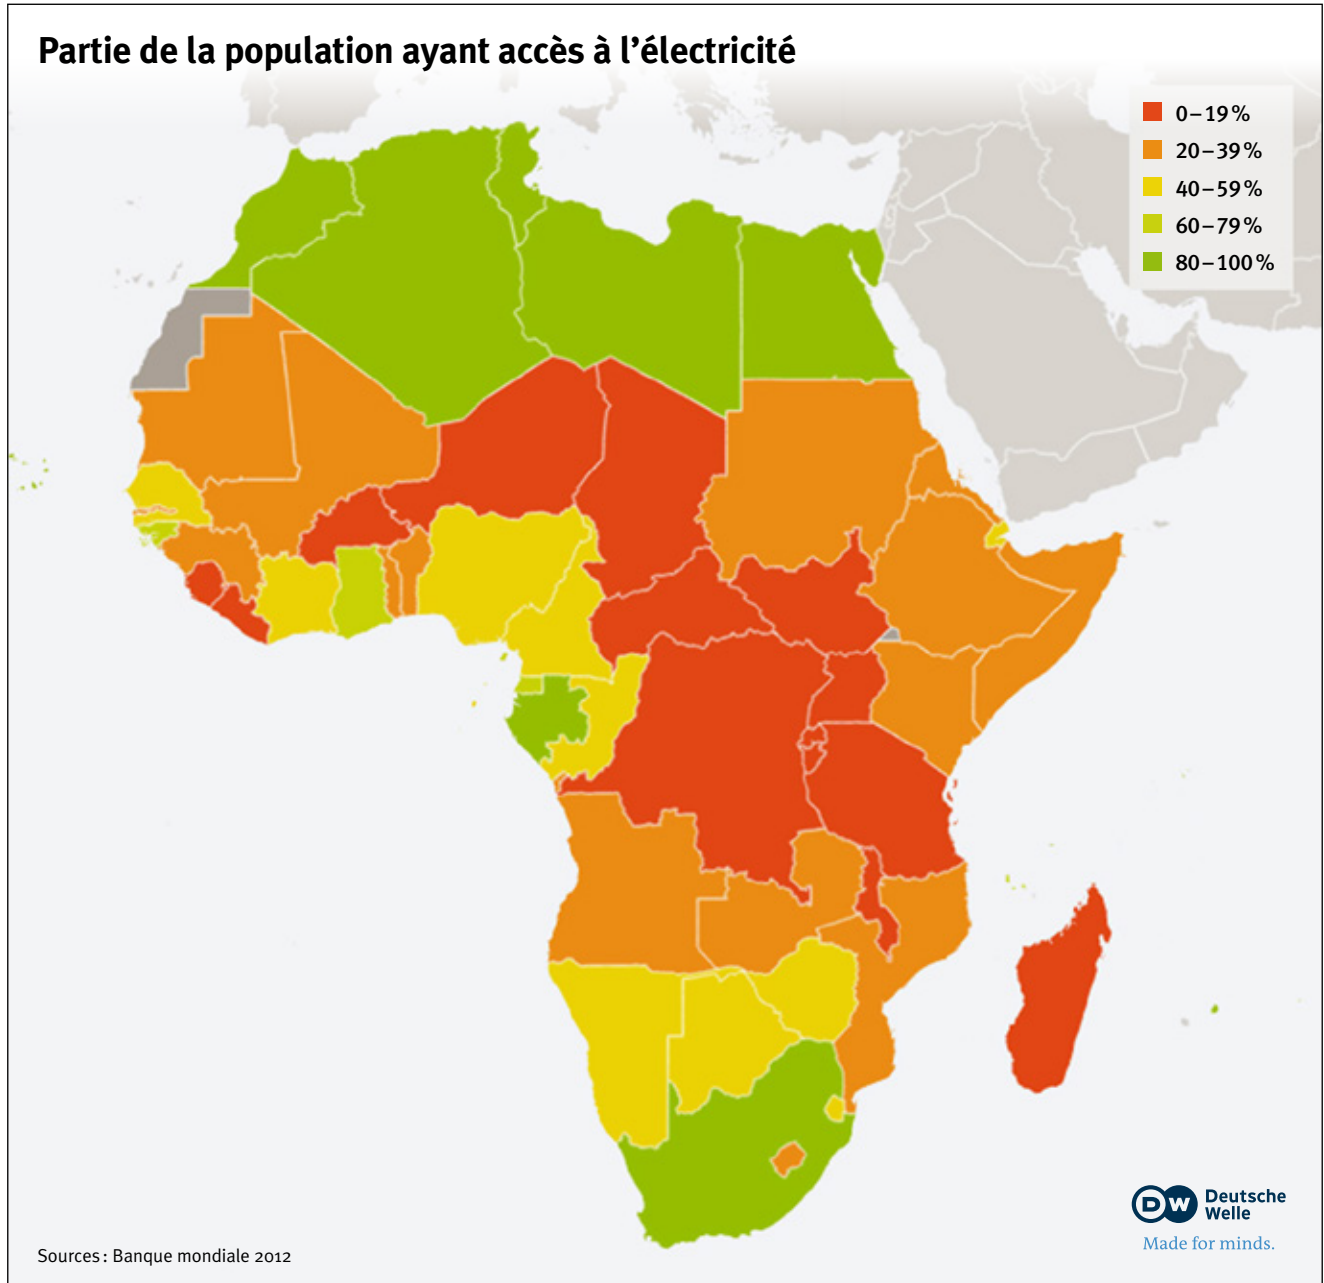 Partie de la population ayant accès à l’électricité
0–19 %
20–39 %
40–59 %
60–79 %
80–100 %
DW Deutsche
Welle
Made for minds.
Sources : Banque mondiale 2012